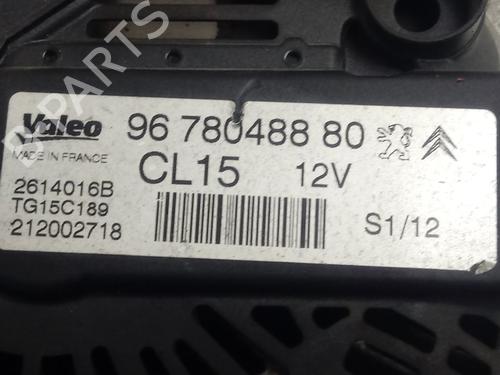 B-PARTS
Valeo
96 780488 80
MADE IN FRANCE
CL15
12V
2614016B
TG15C189
212002718
S1/12